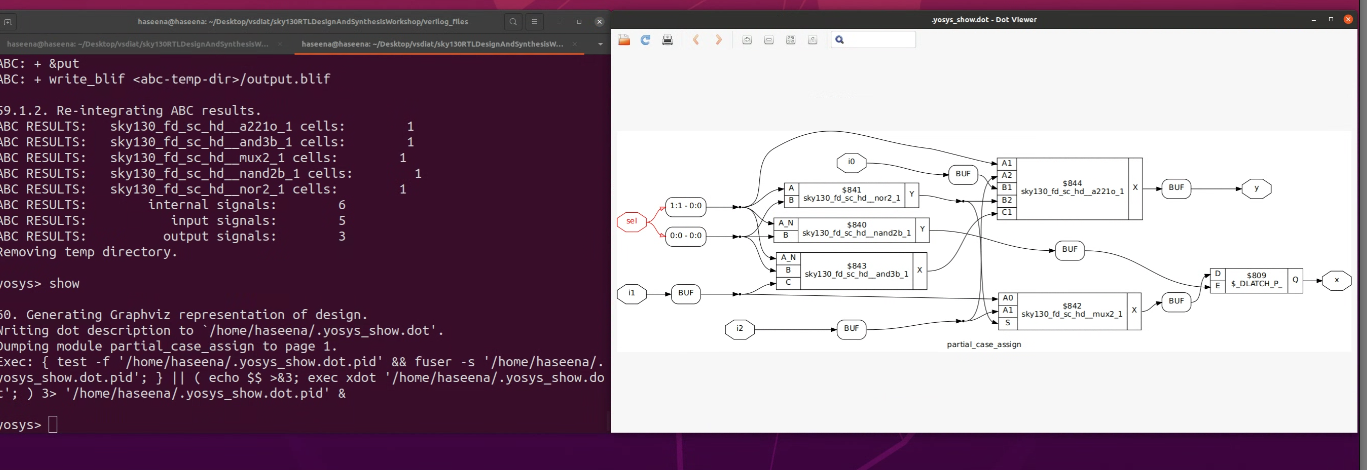 haseena@haseena: ~/Desktop/vsdiat/sky130RTLDesignAndSynthesisWorkshop/verilog_files
haseena@haseena: ~/Desktop/vsdiat/sky130RTLDesignAndSynthesisW...
haseena@haseena: ~/Desktop/vsdiat/sky130RTLDesignAndSynthesisW...
ABC: + &put
ABC: + write_blif <abc-temp-dir>/output.blif
59.1.2. Re-integrating ABC results.
ABC RESULTS: sky130_fd_sc_hd__a221o_1 cells: 1
ABC RESULTS: sky130_fd_sc_hd__and3b_1 cells: 1
ABC RESULTS: sky130_fd_sc_hd__mux2_1 cells: 1
ABC RESULTS: sky130_fd_sc_hd__nand2b_1 cells: 1
ABC RESULTS: sky130_fd_sc_hd__nor2_1 cells: 1
ABC RESULTS: internal signals: 6
ABC RESULTS: input signals: 5
ABC RESULTS: output signals: 3
Removing temp directory.
yosys> show
60. Generating Graphviz representation of design.
Writing dot description to `/home/haseena/.yosys_show.dot'.
Dumping module partial_case_assign to page 1.
Exec: { test -f '/home/haseena/.yosys_show.dot.pid' && fuser -s '/home/haseena/.
yosys_show.dot.pid'; } || ( echo $$ >&3; exec xdot '/home/haseena/.yosys_show.do
t'; ) 3> '/home/haseena/.yosys_show.dot.pid' &
yosys>
.yosys_show.dot - Dot Viewer
sel
1:1 - 0:0
0:0 - 0:0
i0
BUF
A
B
$841
sky130_fd_sc_hd__nor2_1
Y
A_N
B
$840
sky130_fd_sc_hd__nand2b_1
Y
A_N
B
C
$843
sky130_fd_sc_hd__and3b_1
X
i1
BUF
i2
BUF
A1
A2
B1
B2
C1
$844
sky130_fd_sc_hd__a221o_1
X
BUF
y
BUF
A0
A1
S
$842
sky130_fd_sc_hd__mux2_1
X
BUF
D
E
$809
$_DLATCH_P_
Q
x
partial_case_assign